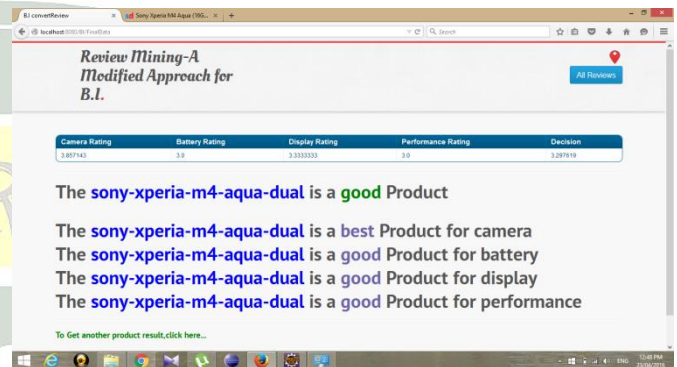 B.I convertReview
Sony Xperia M4 Aqua (16G...
localhost:8080/BI/FinalData
Search
Review Mining-A
Modified Approach for
B.I.
All Reviews
Camera Rating Battery Rating Display Rating Performance Rating Decision
3.857143 3.0 3.3333333 3.0 3.297619
The sony-xperia-m4-aqua-dual is a good Product
The sony-xperia-m4-aqua-dual is a best Product for camera
The sony-xperia-m4-aqua-dual is a good Product for battery
The sony-xperia-m4-aqua-dual is a good Product for display
The sony-xperia-m4-aqua-dual is a good Product for performance
To Get another product result,click here...
ENG 12:48 PM
23/04/2016